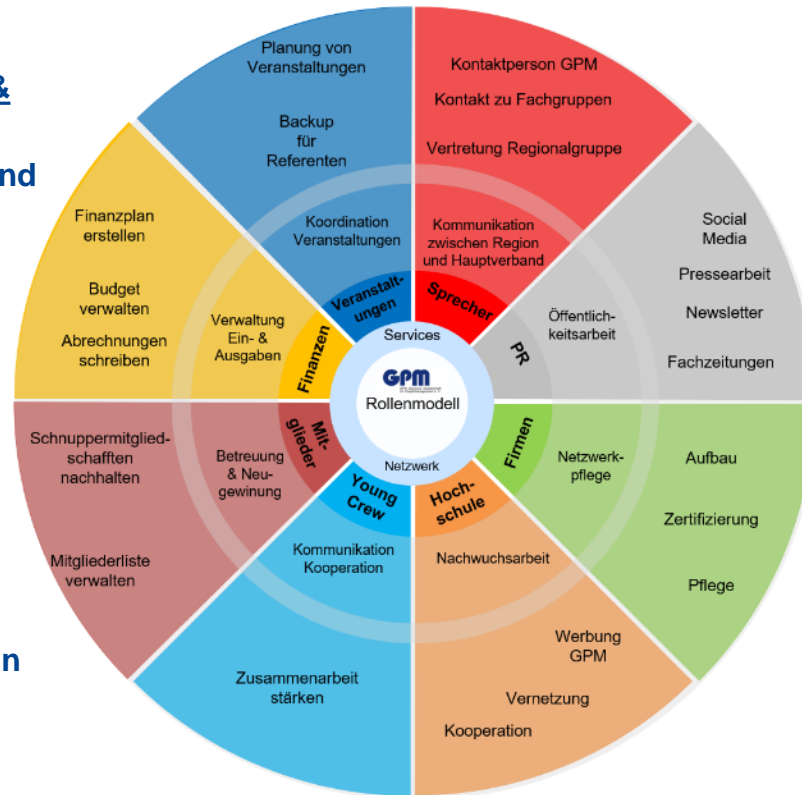 &
nd
n
Planung von
Veranstaltungen
Backup
für
Referenten
Koordination
Veranstaltungen
Veranstalt-
ungen
Kontaktperson GPM
Kontakt zu Fachgruppen
Vertretung Regionalgruppe
Kommunikation
zwischen Region
und Hauptverband
Sprecher
Social
Media
Pressearbeit
Newsletter
Fachzeitungen
Öffentlich-
keitsarbeit
PR
Aufbau
Zertifizierung
Pflege
Netzwerk-
pflege
Firmen
Hoch-
schule
Nachwuchsarbeit
Werbung
GPM
Vernetzung
Kooperation
Young
Crew
Kommunikation
Kooperation
Zusammenarbeit
stärken
Mit-
glieder
Betreuung
& Neu-
gewinung
Schnuppermitglied-
schafften
nachhalten
Mitgliederliste
verwalten
Finanzen
Verwaltung
Ein- &
Ausgaben
Finanzplan
erstellen
Budget
verwalten
Abrechnungen
schreiben
Services
GPM
Rollenmodell
Netzwerk